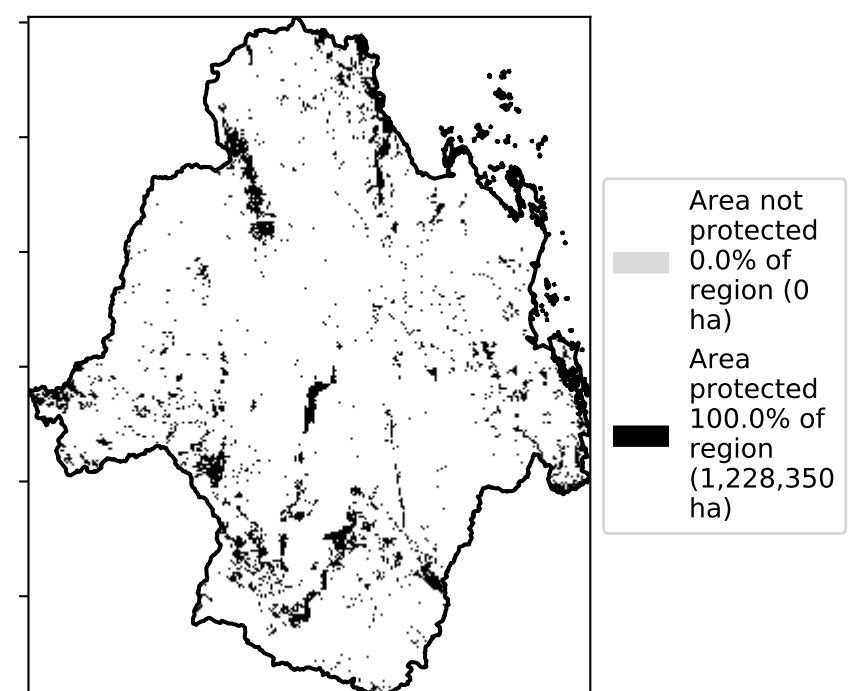 Area not
protected
0.0% of
region (0
ha)
Area
protected
100.0% of
region
(1,228,350
ha)